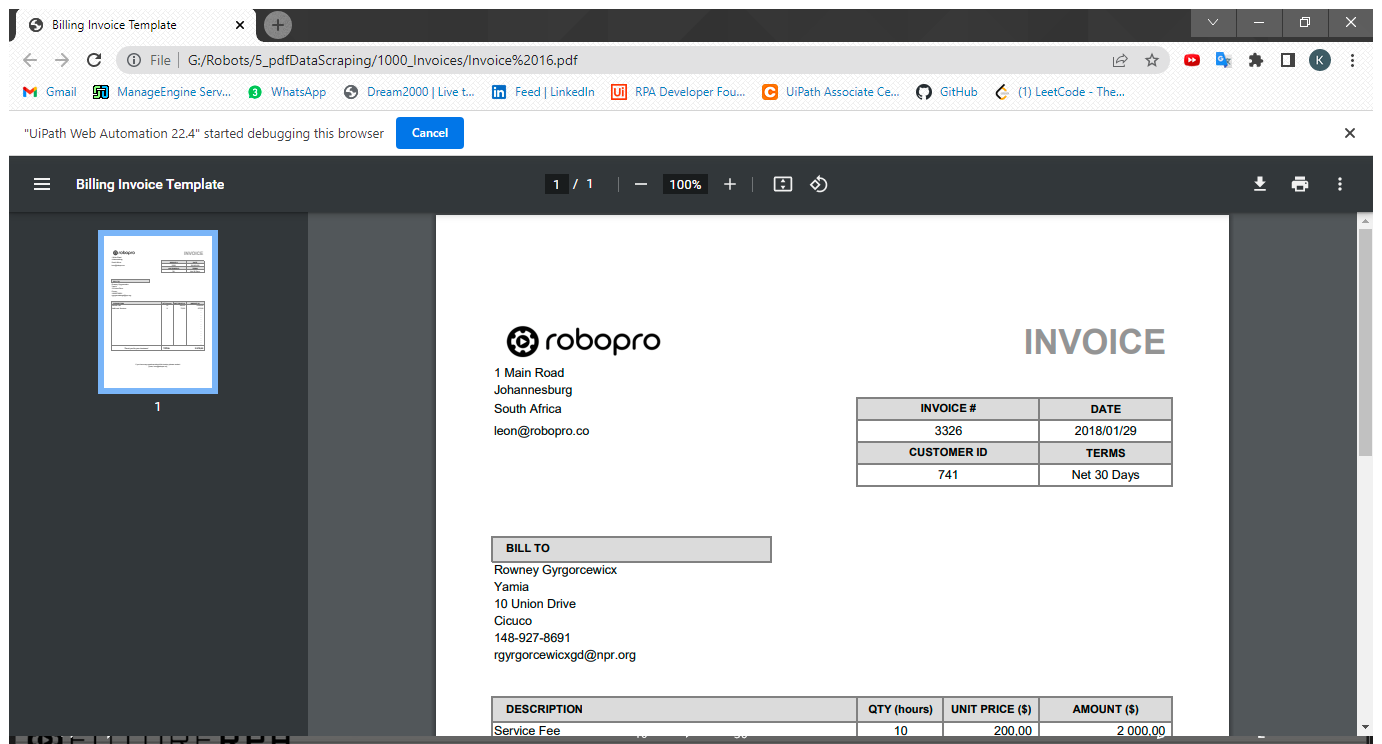 Billing Invoice Template
File G:/Robots/5_pdfDataScraping/1000_Invoices/Invoice%2016.pdf
K
Gmail ManageEngine Serv... 3 WhatsApp Dream2000 | Live t... in Feed | LinkedIn Ui RPA Developer Fou... C UiPath Associate Ce... GitHub (1) LeetCode - The...
"UiPath Web Automation 22.4" started debugging this browser Cancel
Billing Invoice Template 1 / 1 100%
1
robopro INVOICE
1 Main Road
Johannesburg
South Africa
leon@robopro.co
INVOICE # DATE
3326 2018/01/29
CUSTOMER ID TERMS
741 Net 30 Days
BILL TO
Rowney Gyrgorcewicx
Yamia
10 Union Drive
Cicuco
148-927-8691
rgyrgorcewicxgd@npr.org
DESCRIPTION QTY (hours) UNIT PRICE ($) AMOUNT ($)
Service Fee 10 200,00 2 000,00